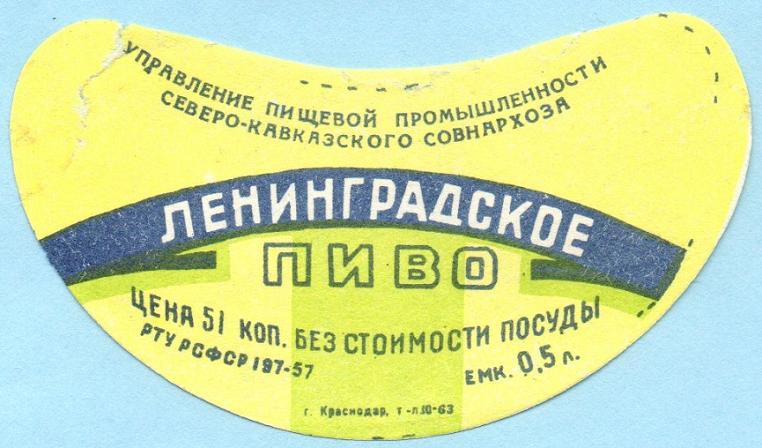 УПРАВЛЕНИЕ ПИЩЕВОЙ ПРОМЫШЛЕННОСТИ
СЕВЕРО-КАВКАЗСКОГО СОВНАРХОЗА
ЛЕНИНГРАДСКОЕ
ПИВО
ЦЕНА 51 КОП. БЕЗ СТОИМОСТИ ПОСУДЫ
РТУ РСФСР 197-57
ЕМК. 0,5 л.
г. Краснодар, т-л.10-63